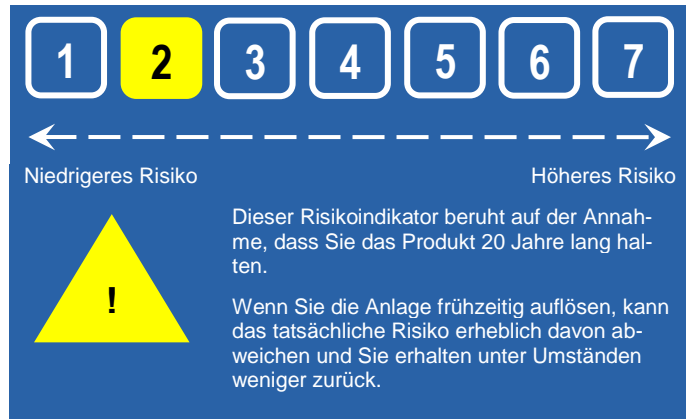 1 2 3 4 5 6 7
Niedrigeres Risiko Höheres Risiko
!
Dieser Risikoindikator beruht auf der Annah-
me, dass Sie das Produkt 20 Jahre lang hal-
ten.
Wenn Sie die Anlage frühzeitig auflösen, kann
das tatsächliche Risiko erheblich davon ab-
weichen und Sie erhalten unter Umständen
weniger zurück.